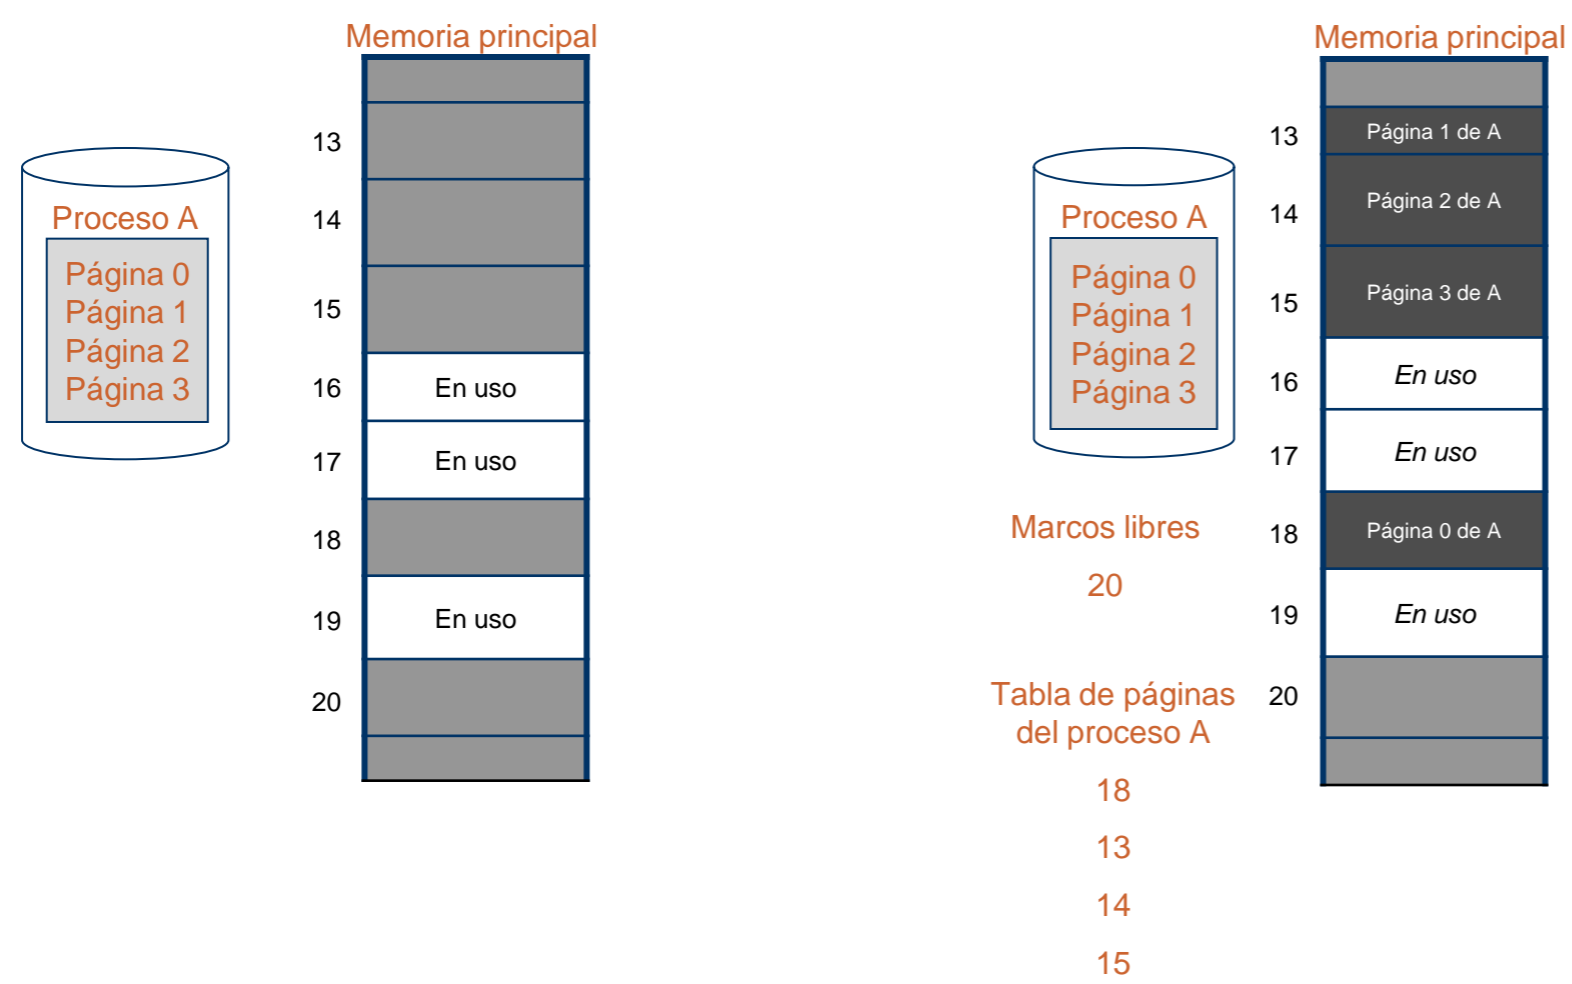 Memoria principal
13
14
15
16 En uso
17 En uso
18
19 En uso
20
Proceso A
Página 0
Página 1
Página 2
Página 3
Memoria principal
13 Página 1 de A
14 Página 2 de A
15 Página 3 de A
16 En uso
17 En uso
18 Página 0 de A
19 En uso
20
Proceso A
Página 0
Página 1
Página 2
Página 3
Marcos libres
20
Tabla de páginas
del proceso A
18
13
14
15